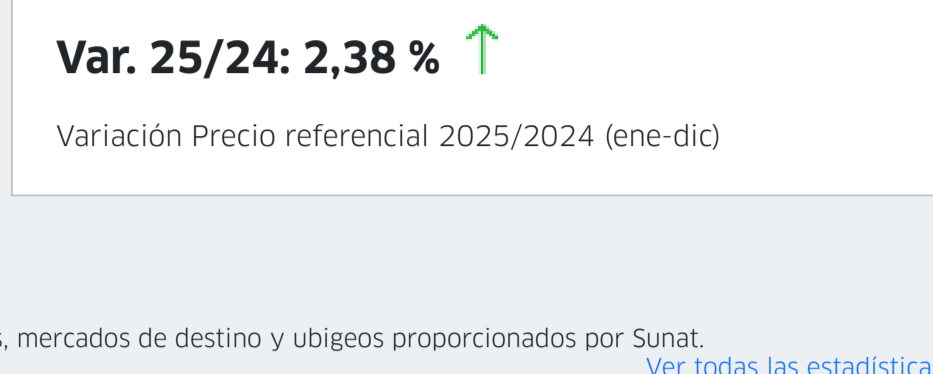 Var. 25/24: 2,38 %
Variación Precio referencial 2025/2024 (ene-dic)
, mercados de destino y ubigeos proporcionados por Sunat.
Ver todas las estadística